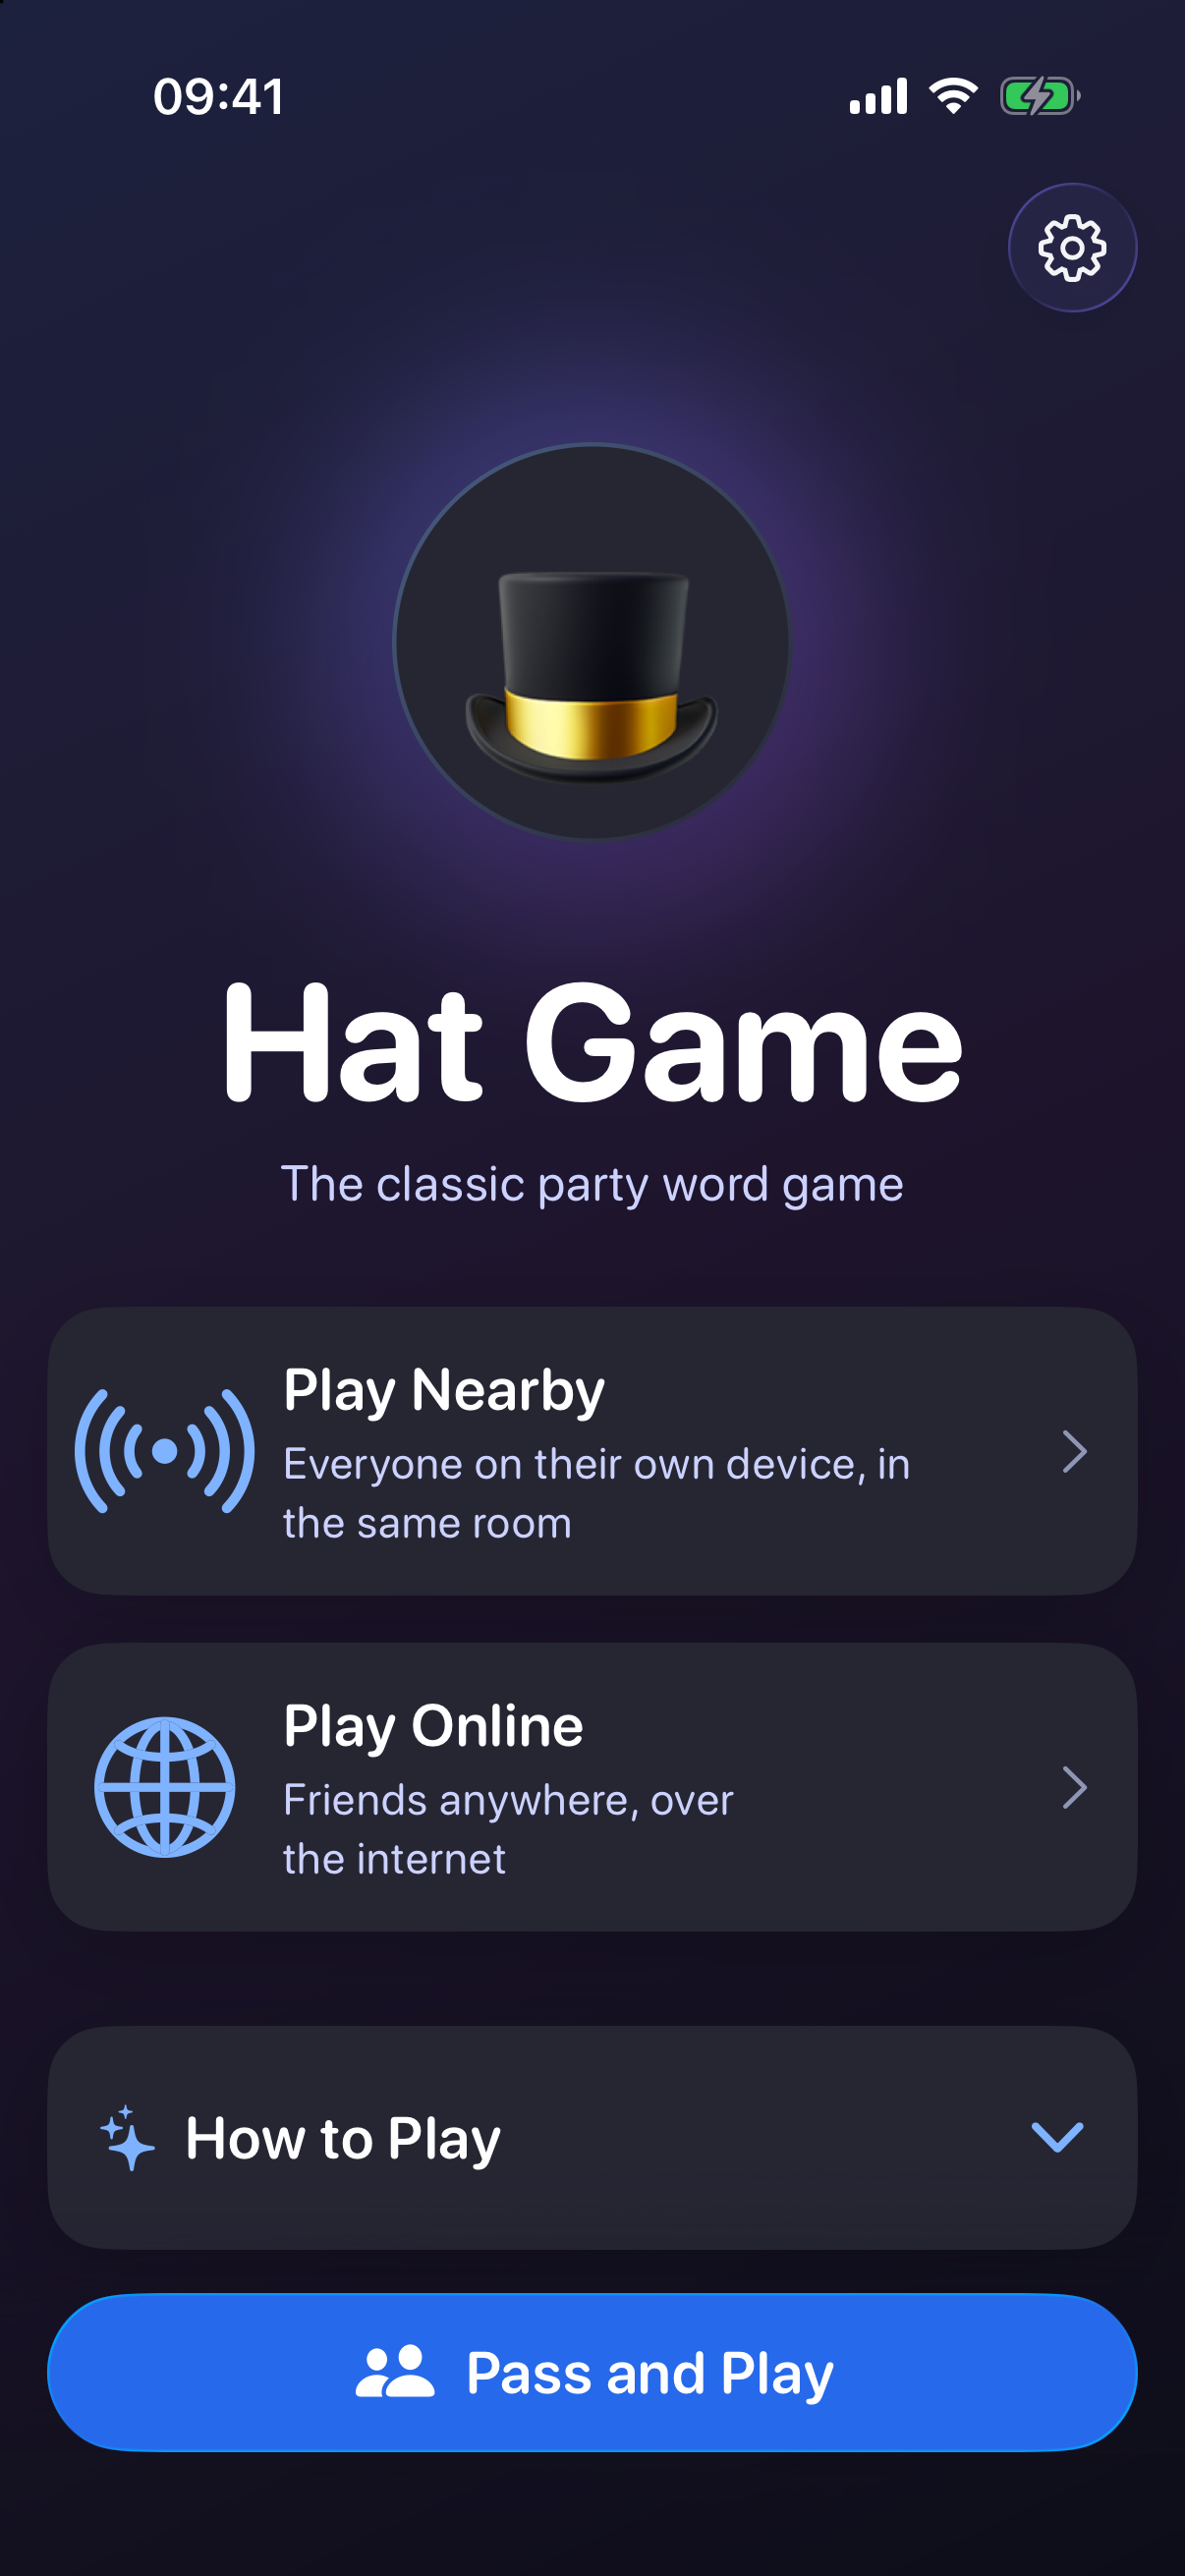 09:41
Hat Game
The classic party word game
Play Nearby
Everyone on their own device, in
the same room
Play Online
Friends anywhere, over
the internet
How to Play
Pass and Play